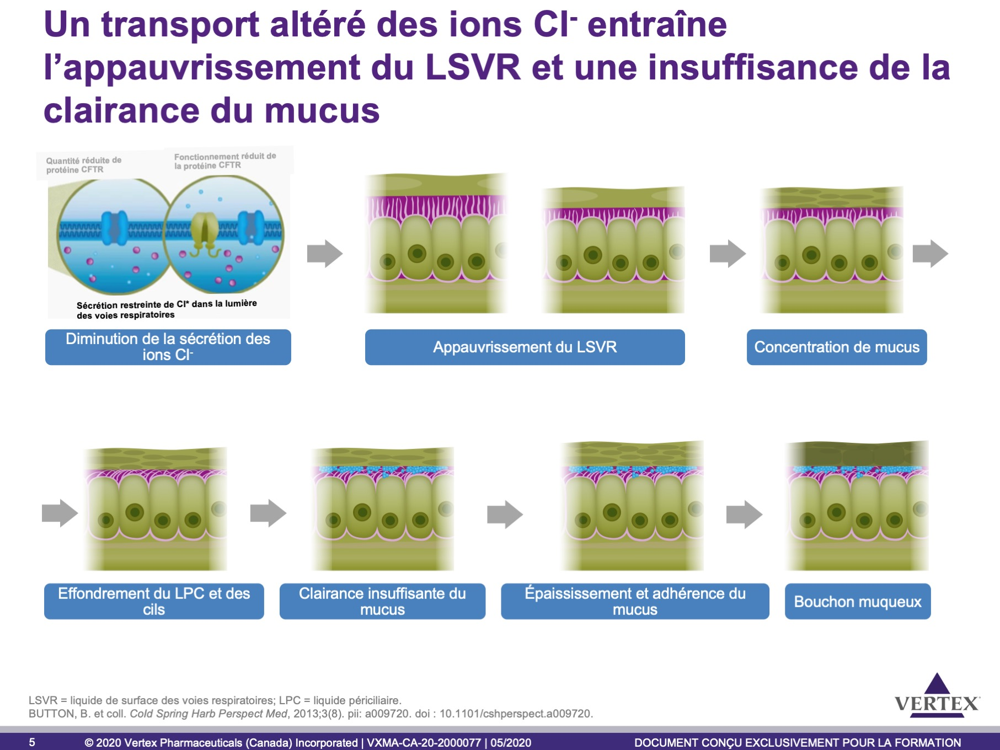 Un transport altéré des ions Cl- entraîne
l’appauvrissement du LSVR et une insuffisance de la
clairance du mucus
Quantité réduite de
protéine CFTR
Fonctionnement réduit de
la protéine CFTR
Sécrétion restreinte de Cl* dans la lumière
des voies respiratoires
Diminution de la sécrétion des
ions Cl-
Appauvrissement du LSVR
Concentration de mucus
Effondrement du LPC et des
cils
Clairance insuffisante du
mucus
Épaississement et adhérence du
mucus
Bouchon muqueux
LSVR = liquide de surface des voies respiratoires; LPC = liquide périciliaire.
BUTTON, B. et coll. Cold Spring Harb Perspect Med, 2013;3(8). pii: a009720. doi : 10.1101/cshperspect.a009720.
VERTEX
5 © 2020 Vertex Pharmaceuticals (Canada) Incorporated | VXMA-CA-20-2000077 | 05/2020 DOCUMENT CONÇU EXCLUSIVEMENT POUR LA FORMATION